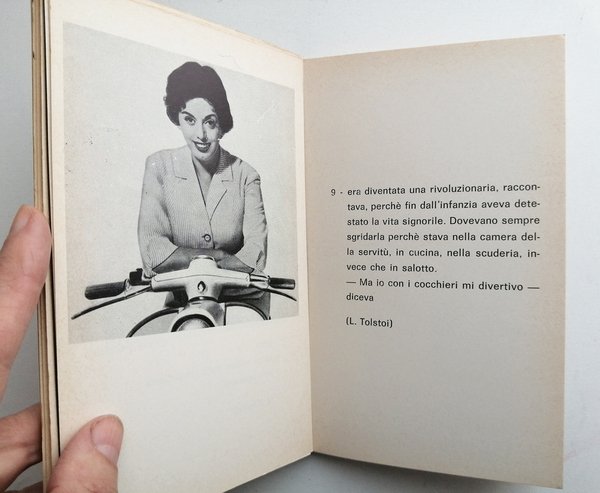 9 - era diventata una rivoluzionaria, raccon-
tava, perchè fin dall'infanzia aveva dete-
stato la vita signorile. Dovevano sempre
sgridarla perchè stava nella camera del-
la servitù, in cucina, nella scuderia, in-
vece che in salotto.
— Ma io con i cocchieri mi divertivo —
diceva
(L. Tolstoi)